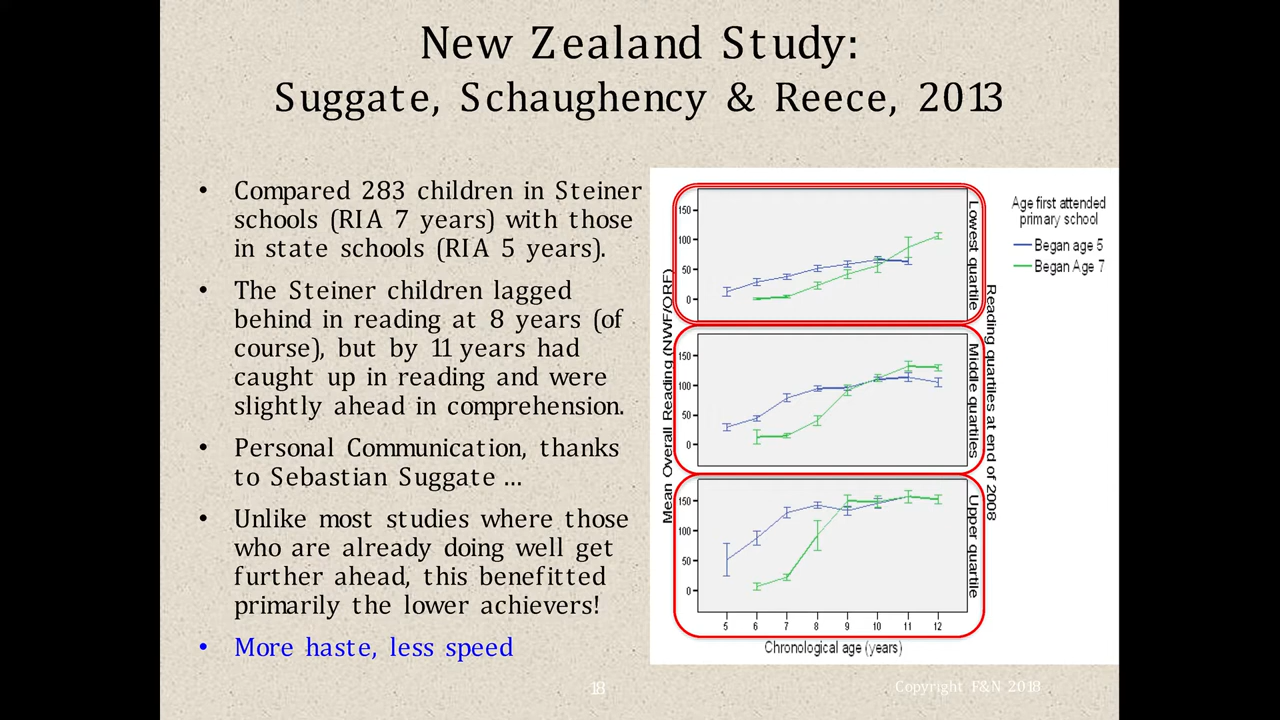 New Zealand Study:
Suggate, Schaughency & Reece, 2013
• Compared 283 children in Steiner
schools (RIA 7 years) with those
in state schools (RIA 5 years).
• The Steiner children lagged
behind in reading at 8 years (of
course), but by 11 years had
caught up in reading and were
slightly ahead in comprehension.
• Personal Communication, thanks
to Sebastian Suggate ...
• Unlike most studies where those
who are already doing well get
further ahead, this benefitted
primarily the lower achievers!
• More haste, less speed
Mean Overall Reading (NWF/ORF)
150
100
50
0
Lowest quartile
150
100
50
0
Middle quartiles
150
100
50
0
Upper quartile
Reading quartiles at end of 2008
5 6 7 8 9 10 11 12
Chronological age (years)
Age first attended
primary school
Began age 5
Began Age 7
18
Copyright F&N 2018